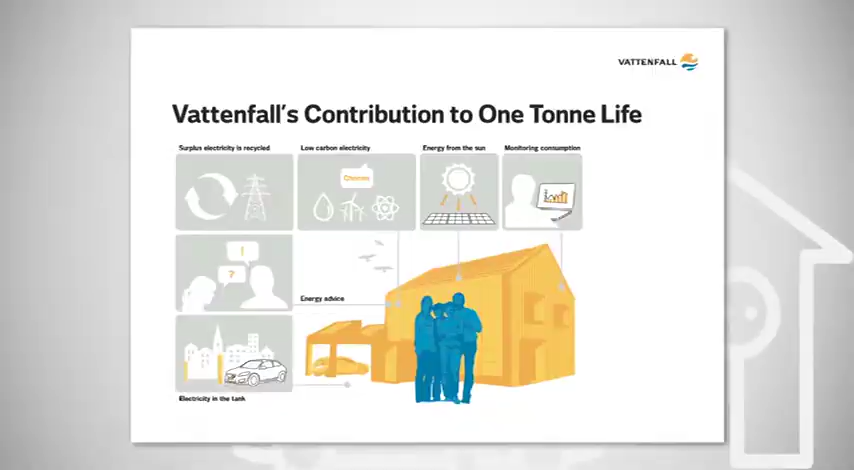 VATTENFALL
Vattenfall's Contribution to One Tonne Life
Surplus electricity is recycled
Low carbon electricity
Energy from the sun
Monitoring consumption
Choose
!
?
Energy advice
Electricity in the tank